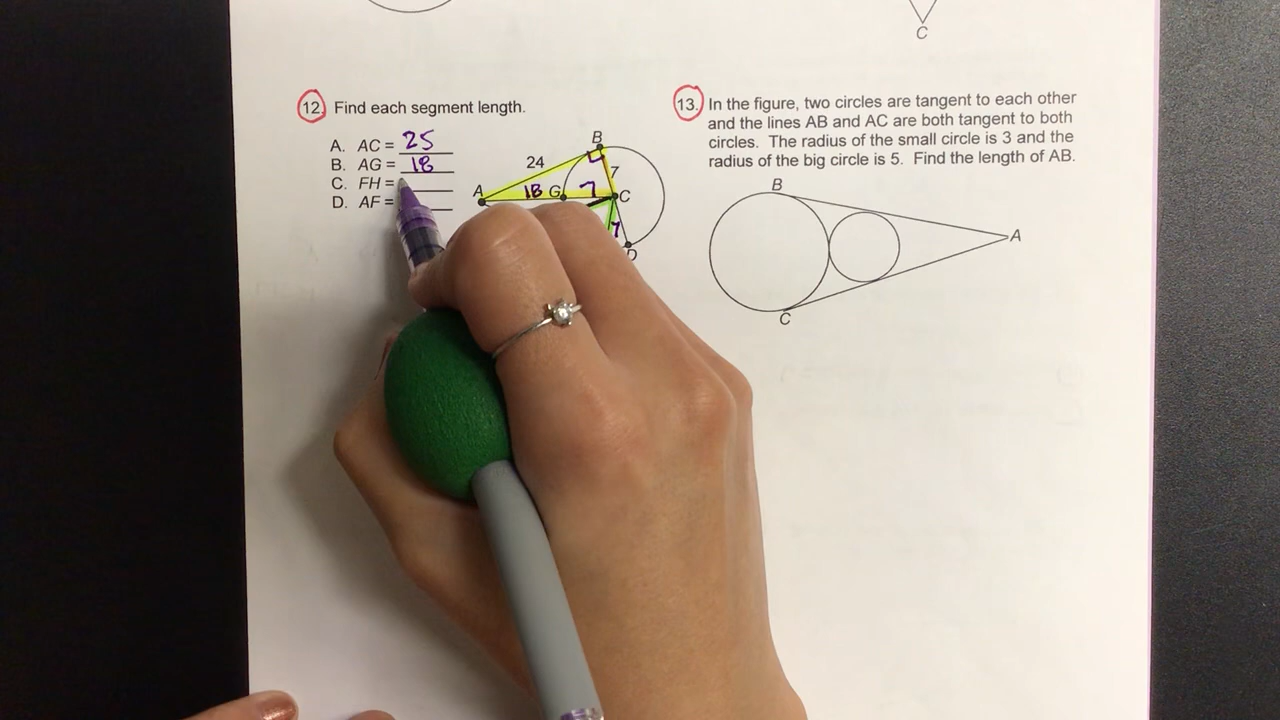 C
12. Find each segment length.
A. AC = 25
B. AG = 18
C. FH =
D. AF =
B
24
7
A
18
G
7
C
7
D
13. In the figure, two circles are tangent to each other
and the lines AB and AC are both tangent to both
circles. The radius of the small circle is 3 and the
radius of the big circle is 5. Find the length of AB.
B
A
C